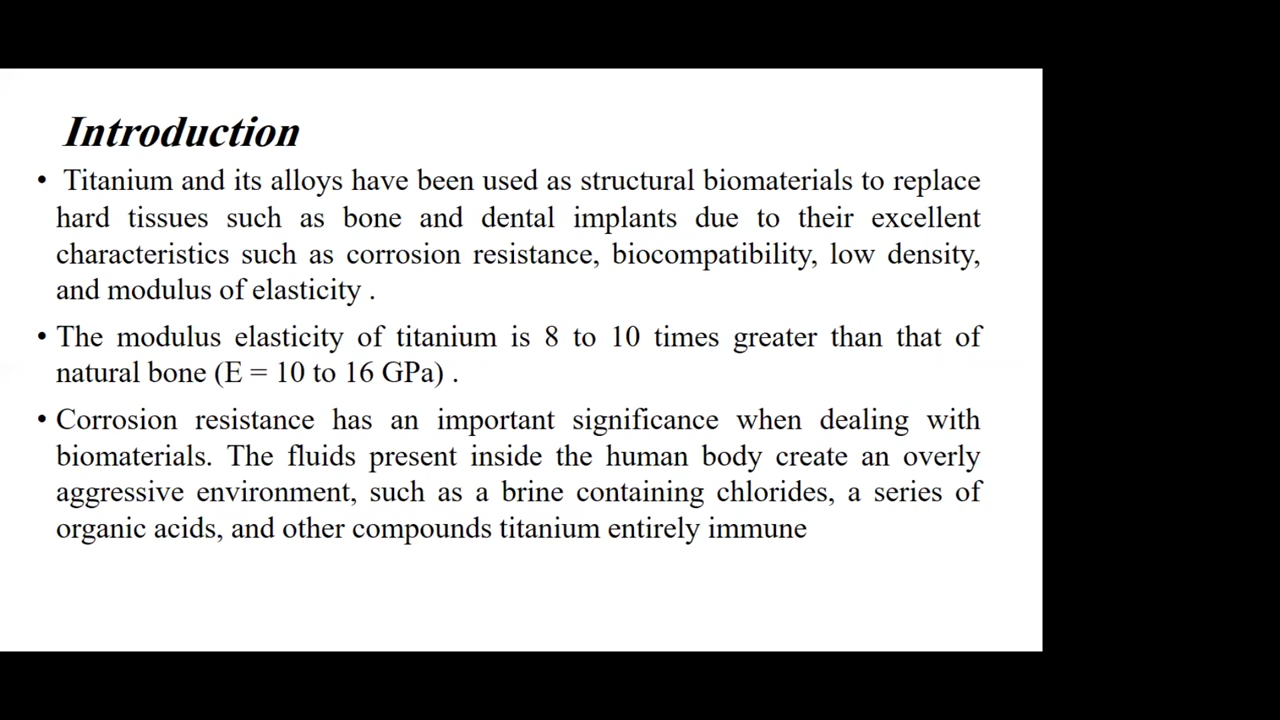 Introduction
• Titanium and its alloys have been used as structural biomaterials to replace
hard tissues such as bone and dental implants due to their excellent
characteristics such as corrosion resistance, biocompatibility, low density,
and modulus of elasticity .
• The modulus elasticity of titanium is 8 to 10 times greater than that of
natural bone (E = 10 to 16 GPa) .
• Corrosion resistance has an important significance when dealing with
biomaterials. The fluids present inside the human body create an overly
aggressive environment, such as a brine containing chlorides, a series of
organic acids, and other compounds titanium entirely immune